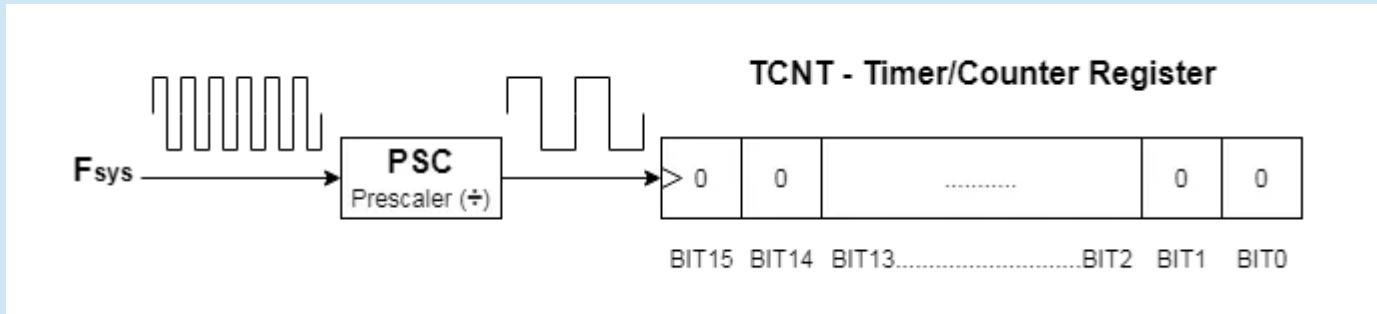 TCNT - Timer/Counter Register
Fsys
PSC
Prescaler (÷)
0 0 ........... 0 0
BIT15 BIT14 BIT13............................BIT2 BIT1 BIT0